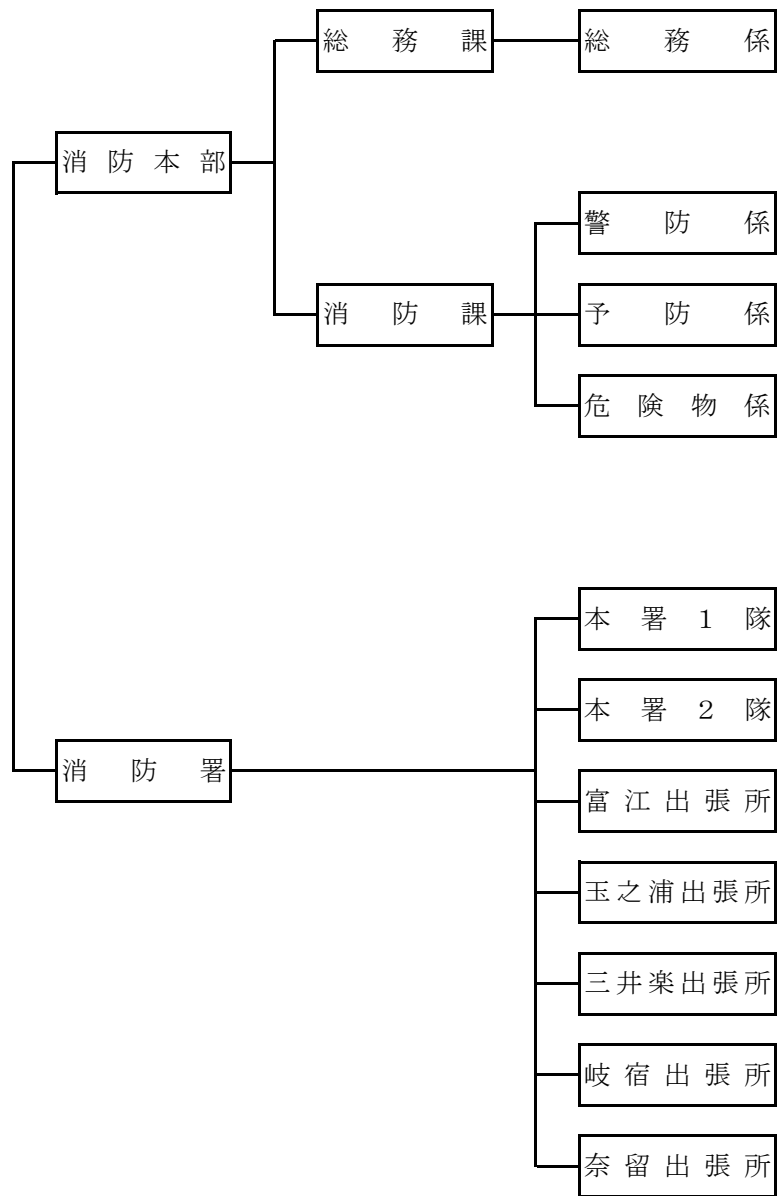 総務課 総務係
消防本部
警防係
消防課 予防係
危険物係
本署1隊
本署2隊
消防署
富江出張所
玉之浦出張所
三井楽出張所
岐宿出張所
奈留出張所